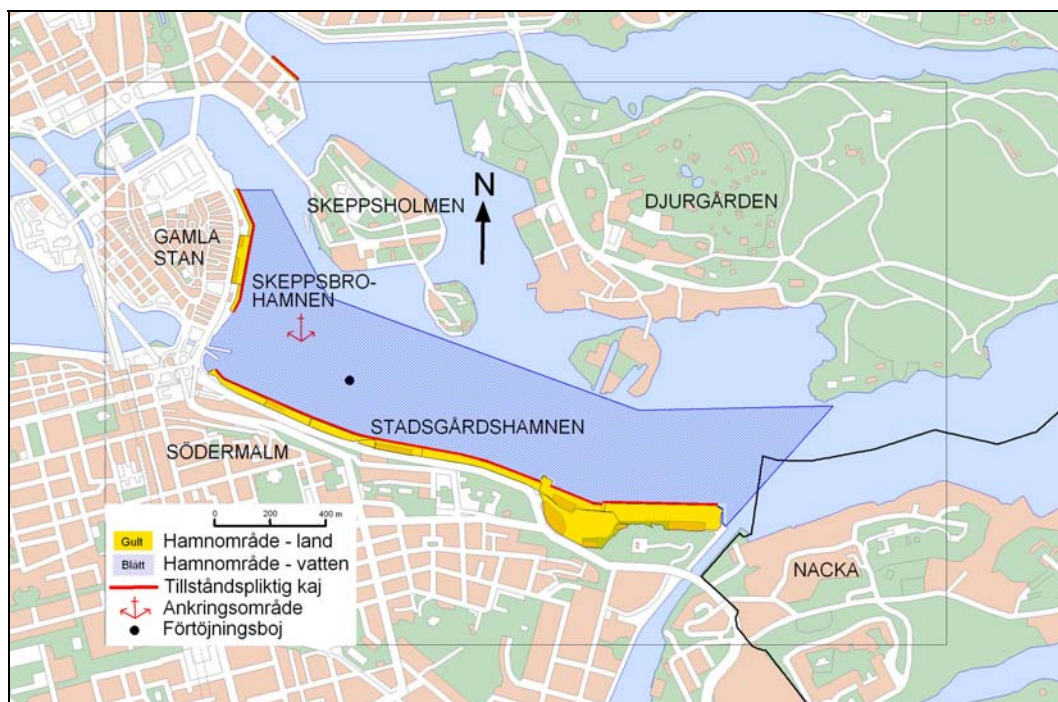 SKEPPSHOLMEN
N
DJURGÅRDEN
GAMLA
STAN
SKEPPSBRO-
HAMNEN
STADSGÅRDSHAMNEN
SÖDERMALM
NACKA
0 200 400 m
Gult Hamnområde - land
Blått Hamnområde - vatten
Tillståndspliktig kaj
Ankringsområde
Förtöjningsboj